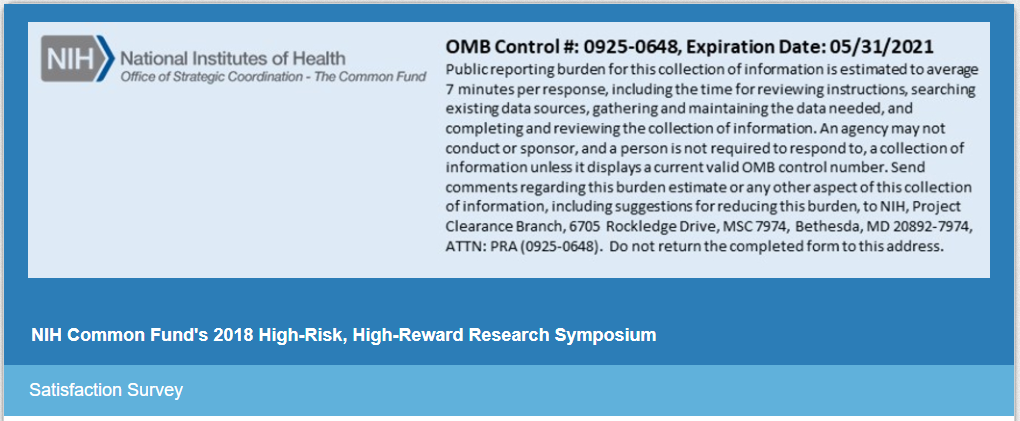 NIH
National Institutes of Health
Office of Strategic Coordination - The Common Fund
OMB Control #: 0925-0648, Expiration Date: 05/31/2021
Public reporting burden for this collection of information is estimated to average
7 minutes per response, including the time for reviewing instructions, searching
existing data sources, gathering and maintaining the data needed, and
completing and reviewing the collection of information. An agency may not
conduct or sponsor, and a person is not required to respond to, a collection of
information unless it displays a current valid OMB control number. Send
comments regarding this burden estimate or any other aspect of this collection
of information, including suggestions for reducing this burden, to NIH, Project
Clearance Branch, 6705 Rockledge Drive, MSC 7974, Bethesda, MD 20892-7974,
ATTN: PRA (0925-0648). Do not return the completed form to this address.
NIH Common Fund's 2018 High-Risk, High-Reward Research Symposium
Satisfaction Survey